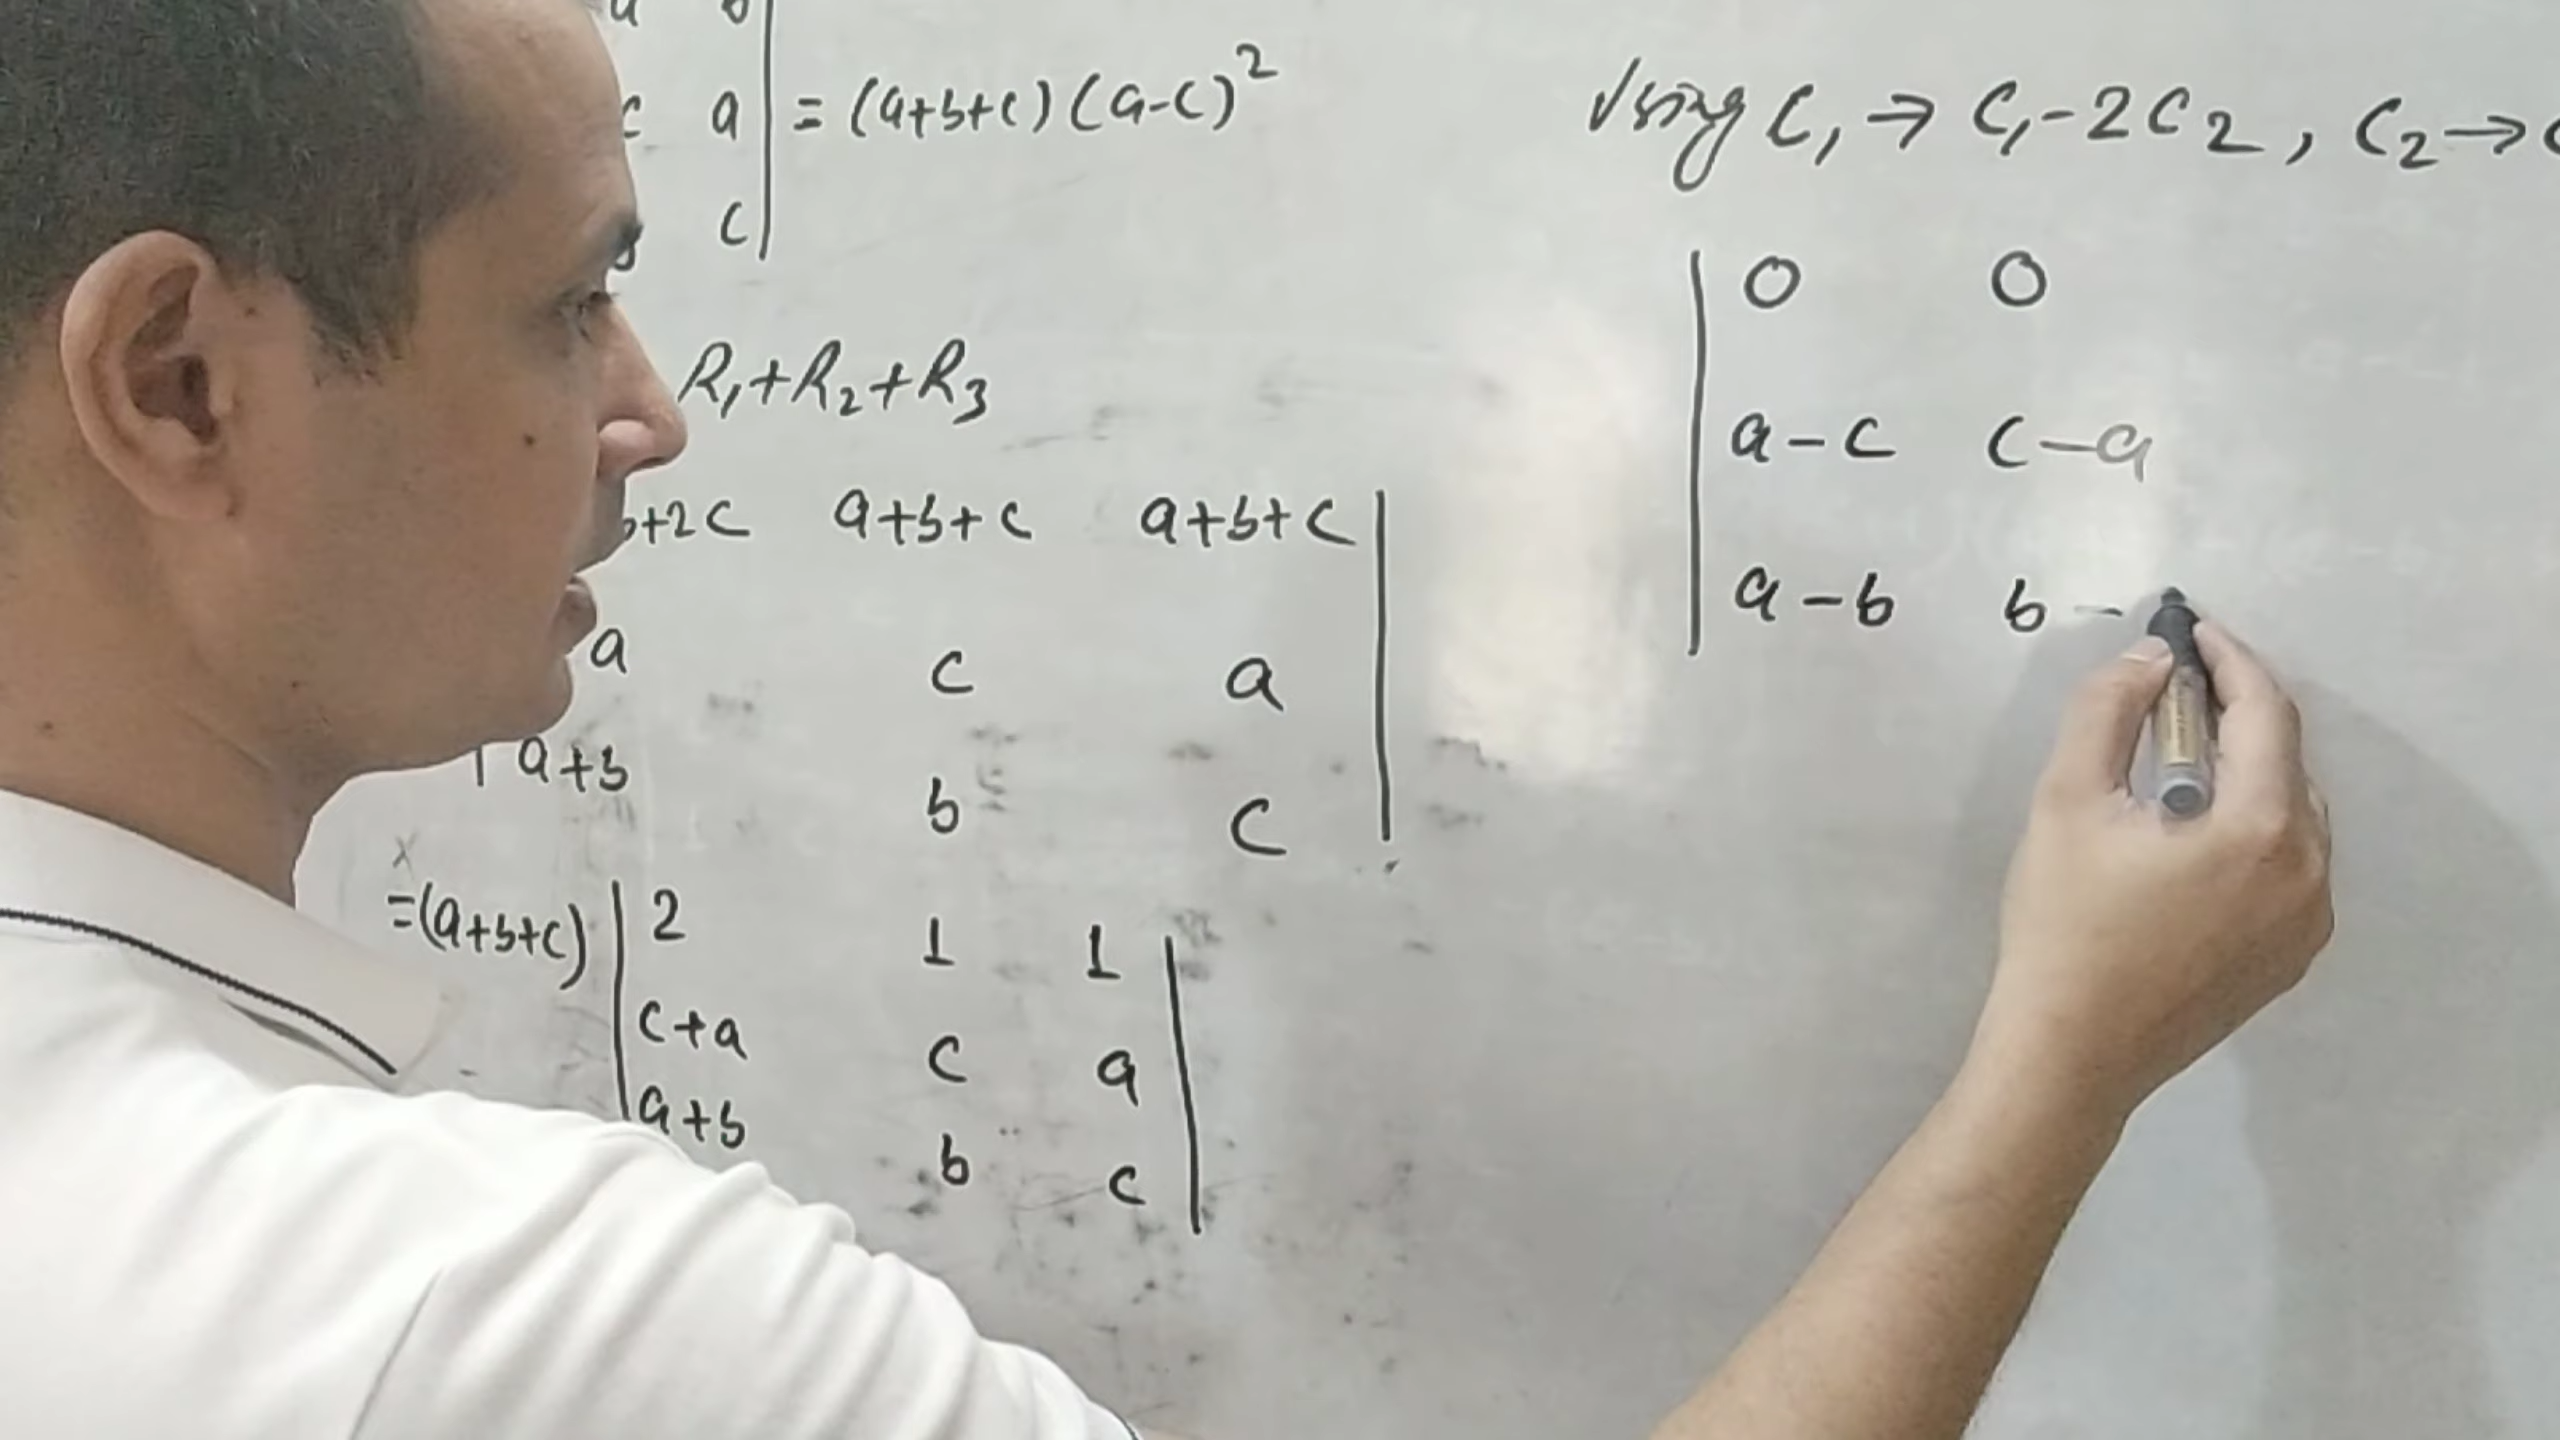 c a | = (a+b+c) (a-c)²
c |
R₁+R₂+R₃
b+2c a+b+c a+b+c |
a c a
a+b b c
=(a+b+c) | 2 1 1 |
c+a c a
a+b b c
Using C₁ → C₁-2C₂, C₂ →
| 0 0
a-c c-a
a-b b-